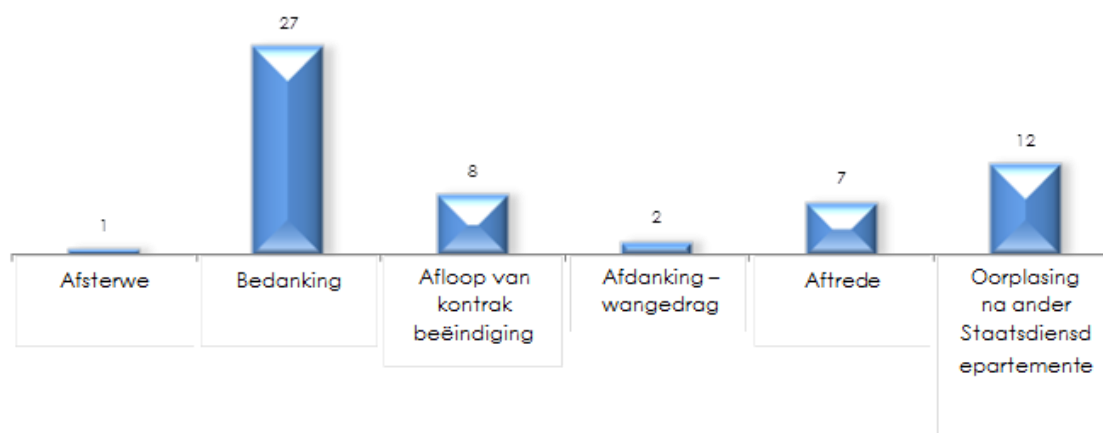 27
12
8
7
2
1
Afsterwe
Bedanking
Afloop van
kontrak
beëindiging
Afdanking –
wangedrag
Aftrede
Oorplasing
na ander
Staatsdiensd
epartemente